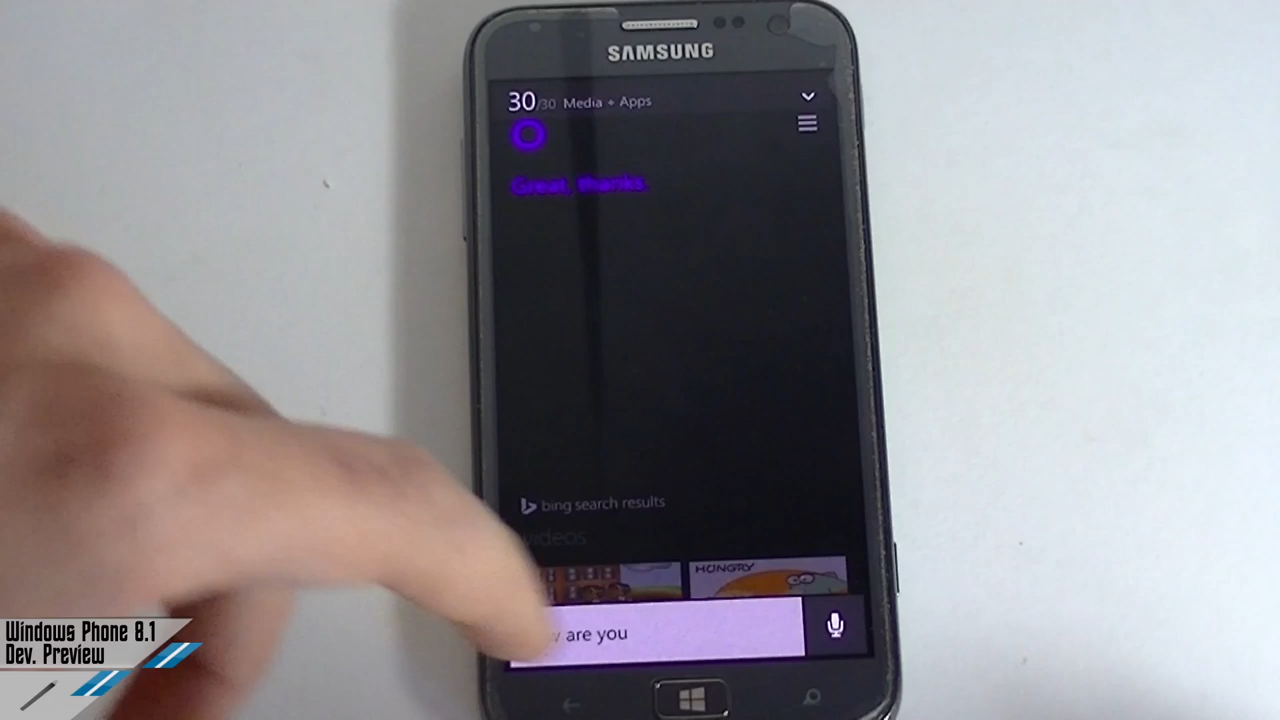 SAMSUNG
30/30 Media + Apps
Great, thanks.
bing search results
videos
HUNGRY
are you
Windows Phone 8.1
Dev. Preview